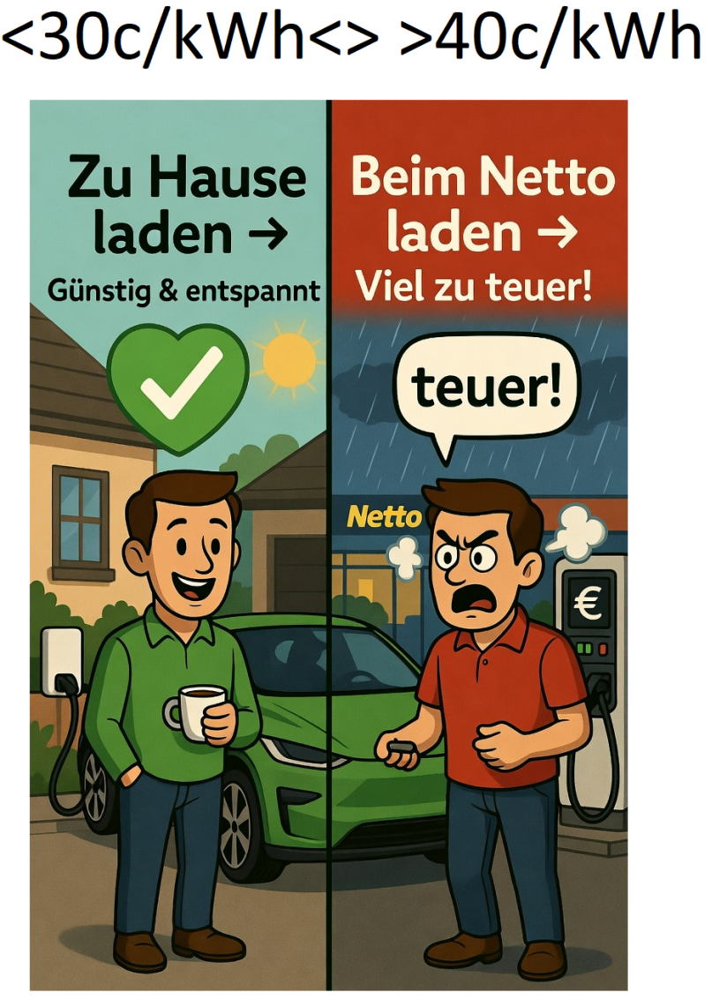 <30c/kWh<> >40c/kWh
Zu Hause
laden →
Günstig & entspannt
Beim Netto
laden →
Viel zu teuer!
teuer!
Netto
€